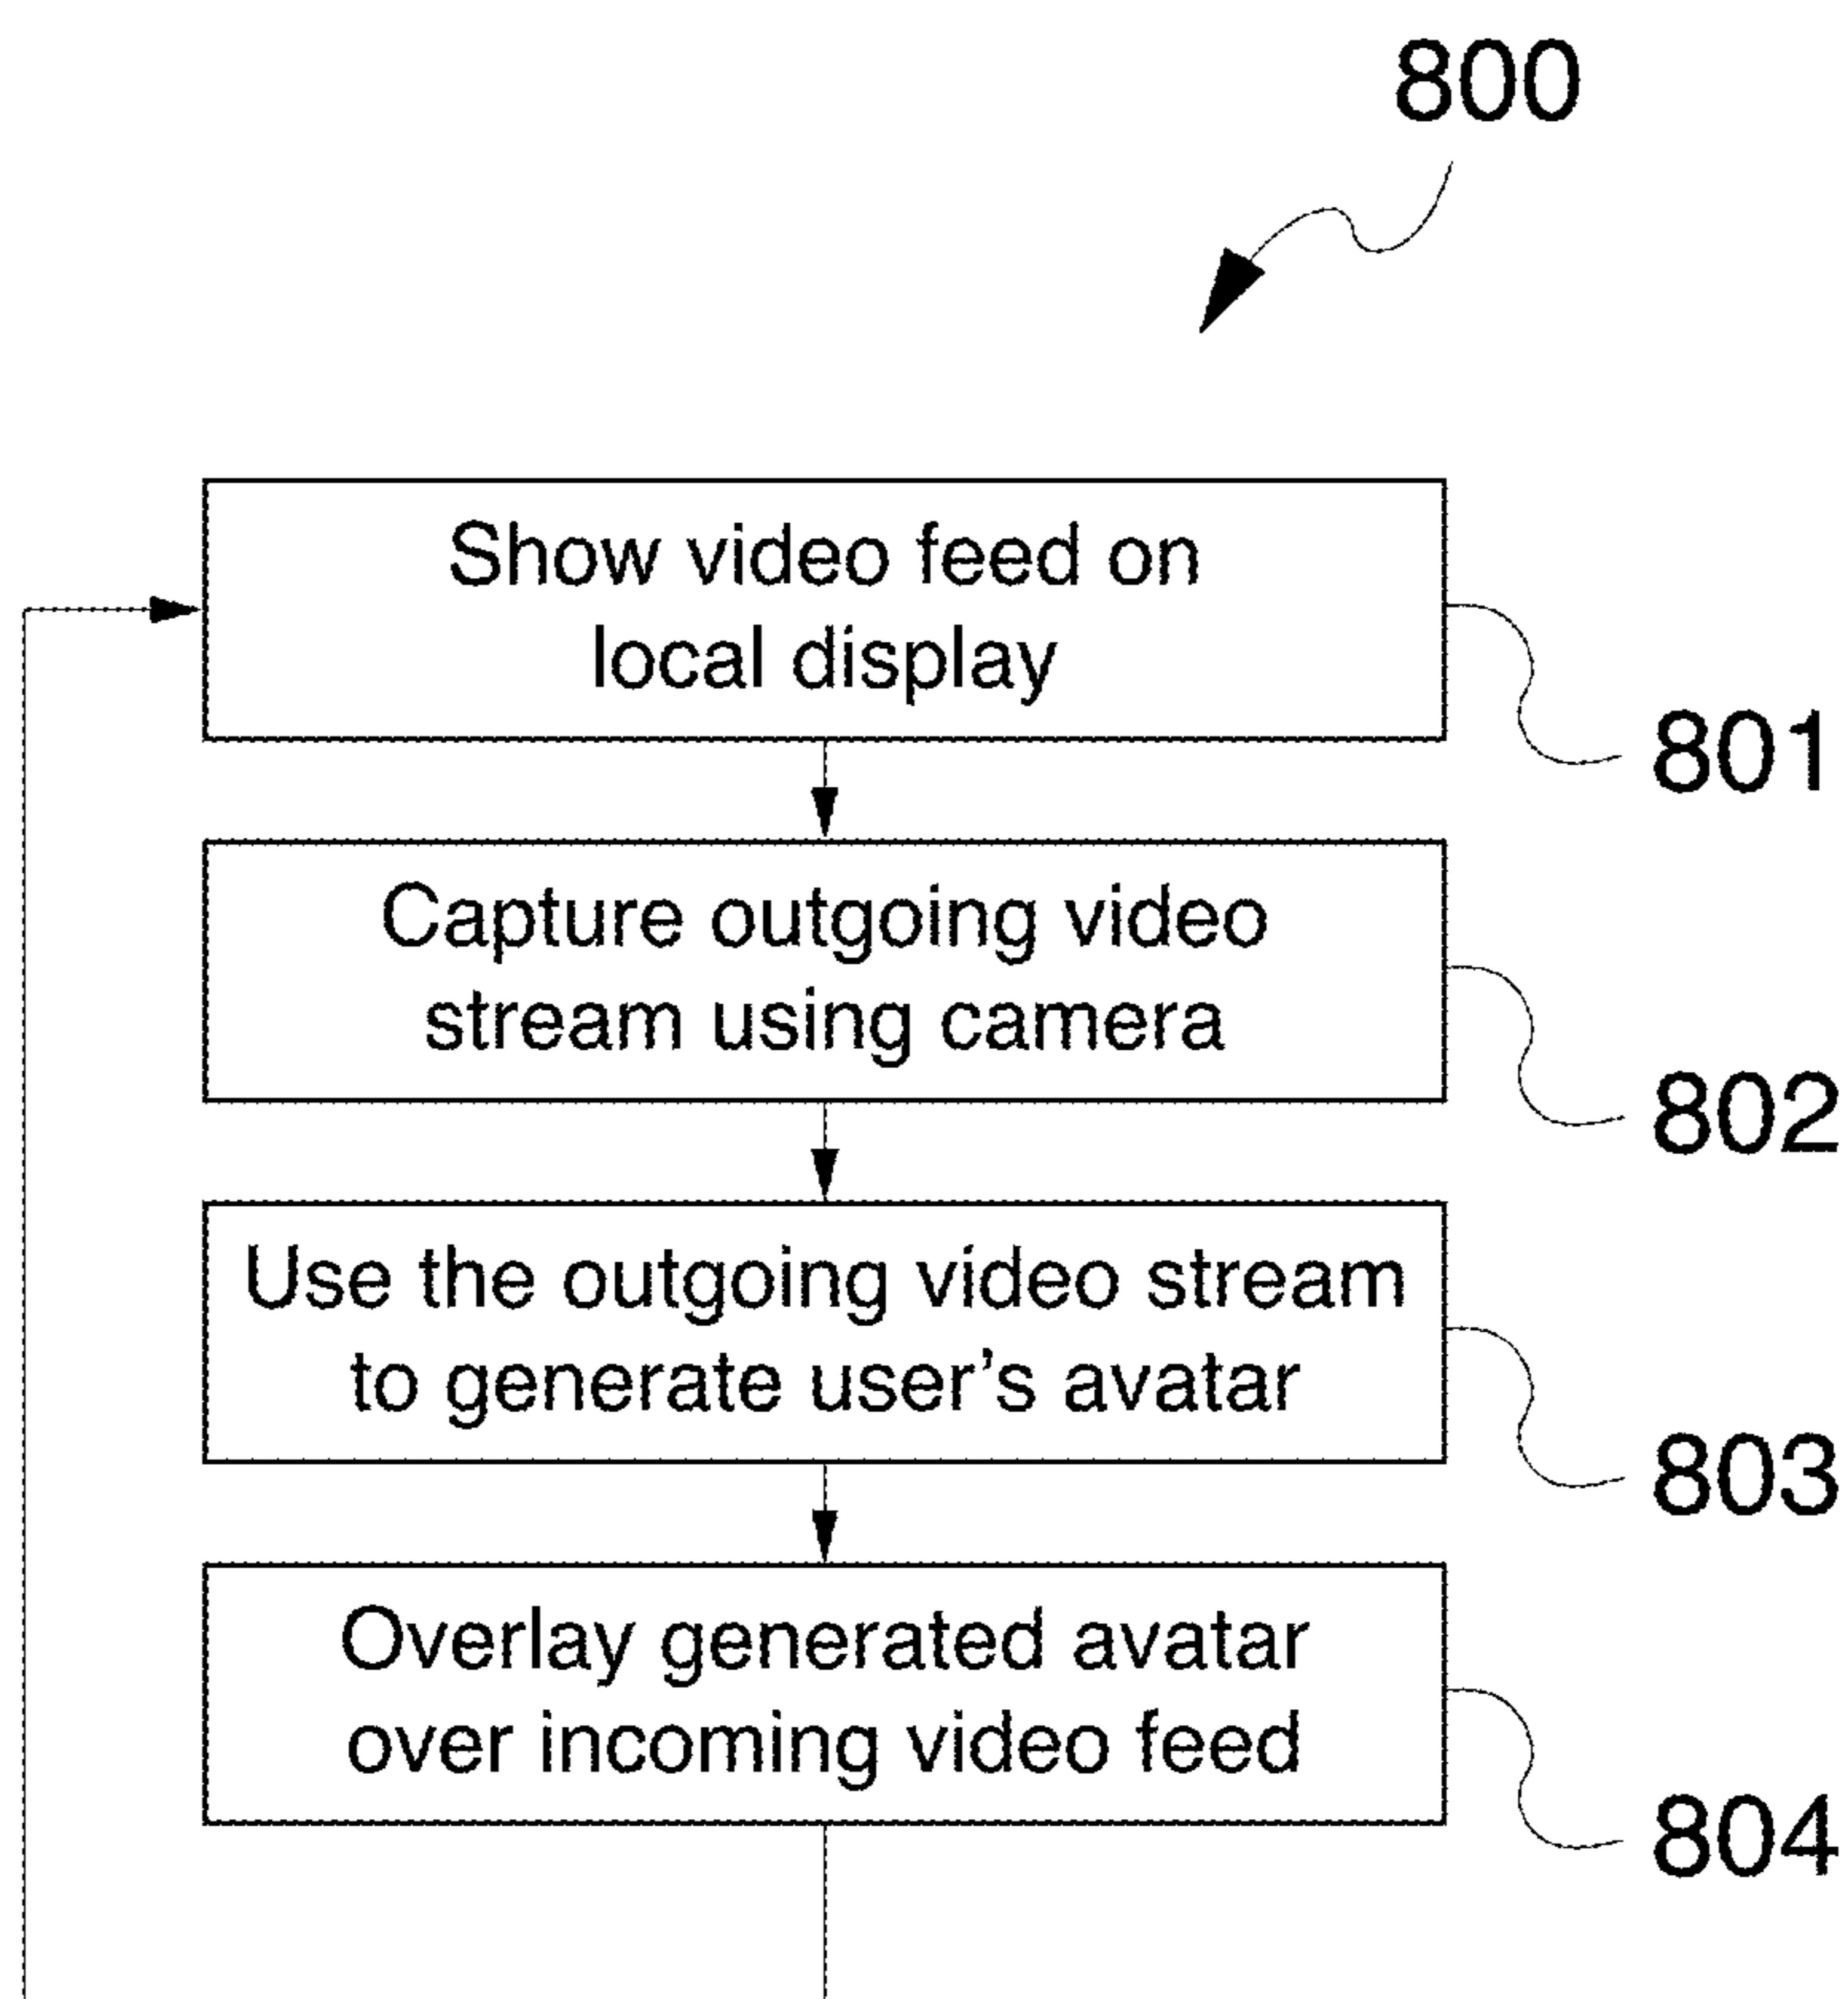 800
Show video feed on
local display
801
Capture outgoing video
stream using camera
802
Use the outgoing video stream
to generate user's avatar
803
Overlay generated avatar
over incoming video feed
804